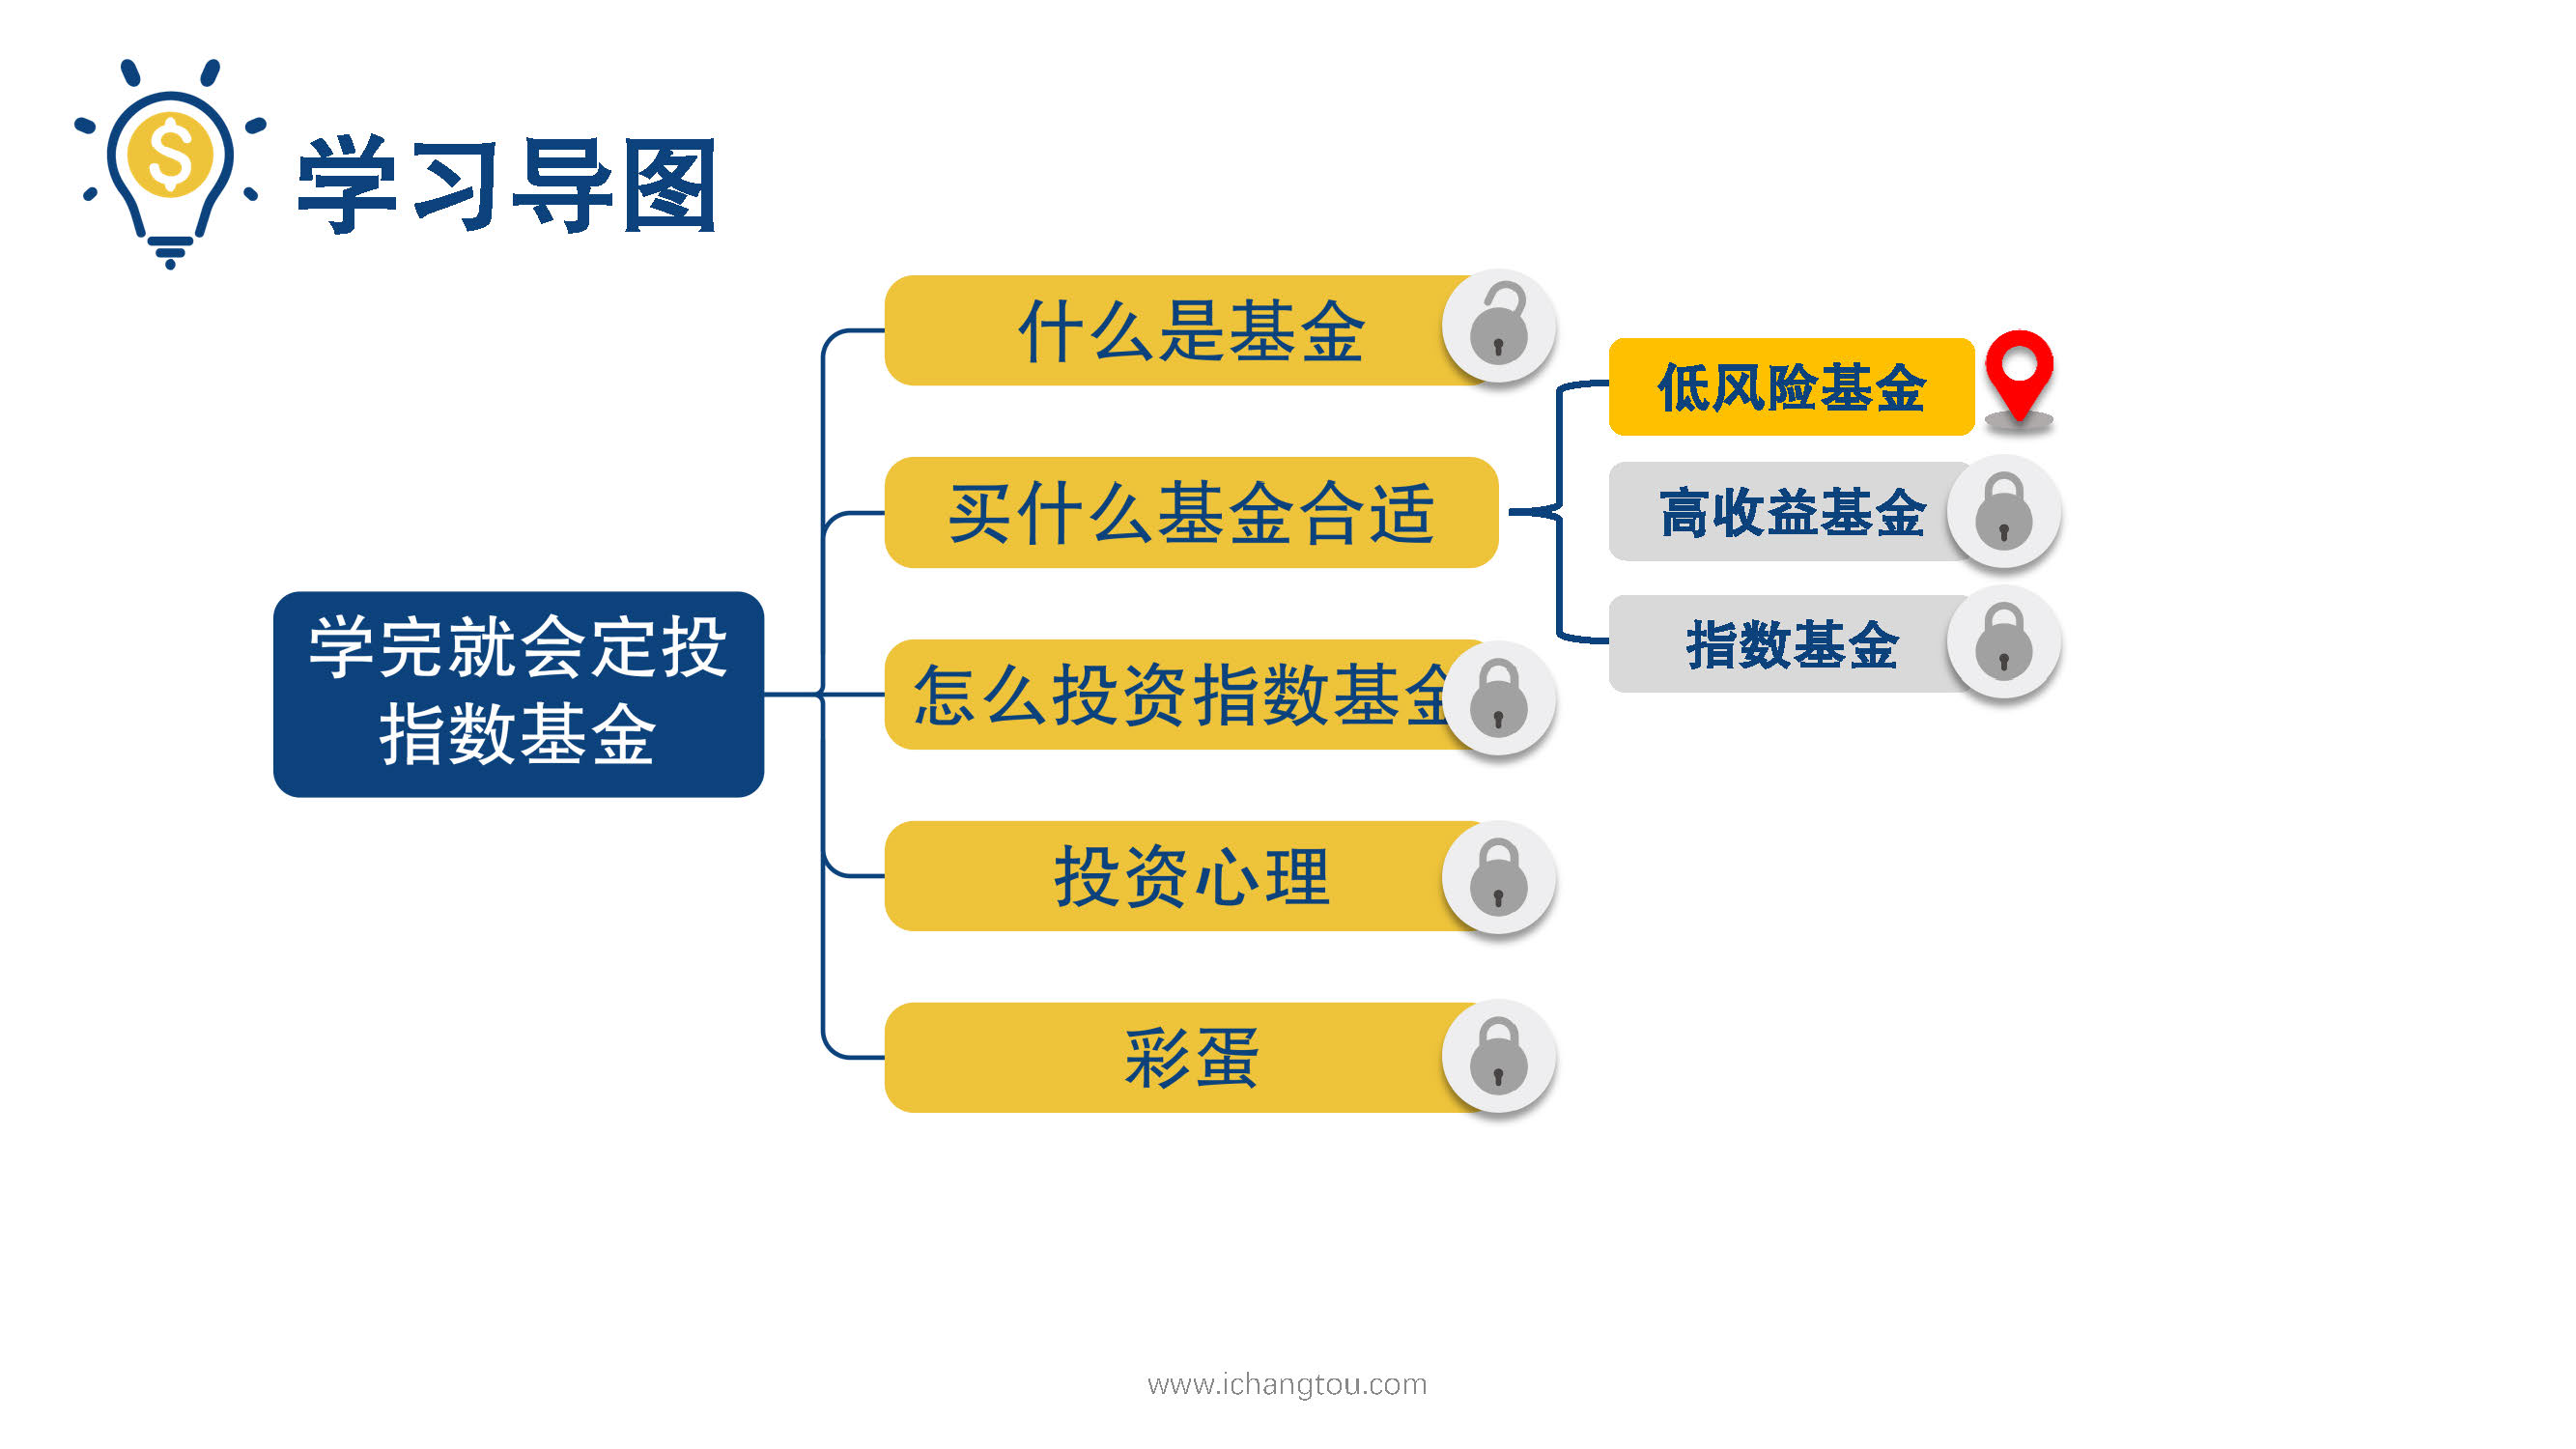 学习导图
什么是基金
买什么基金合适
低风险基金
高收益基金
指数基金
学完就会定投
指数基金
怎么投资指数基金
投资心理
彩蛋
www.ichangtou.com